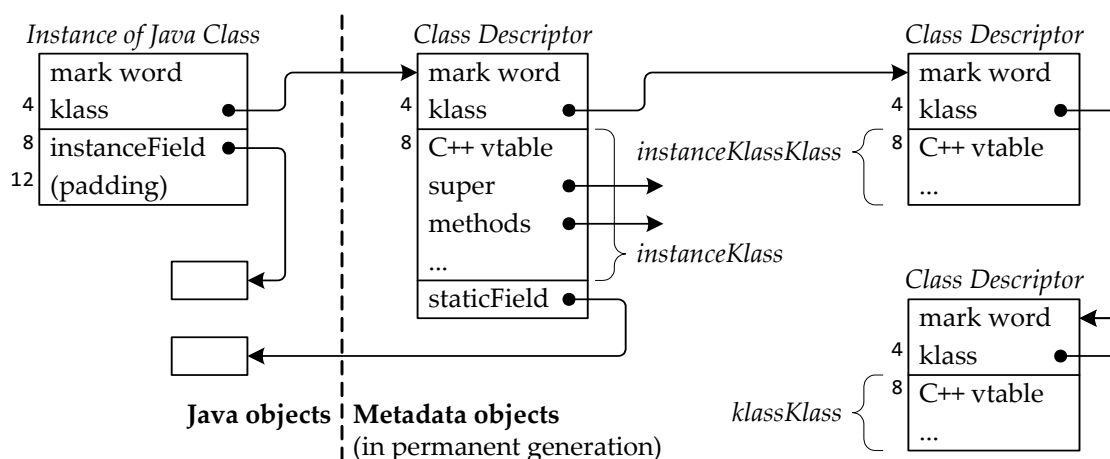 Instance of Java Class
mark word
4 klass
8 instanceField
12 (padding)
Class Descriptor
mark word
4 klass
8 C++ vtable
super
methods
...
staticField
instanceKlass
Class Descriptor
mark word
4 klass
instanceKlassKlass
8 C++ vtable
...
Class Descriptor
mark word
4 klass
klassKlass
8 C++ vtable
...
Java objects
Metadata objects
(in permanent generation)